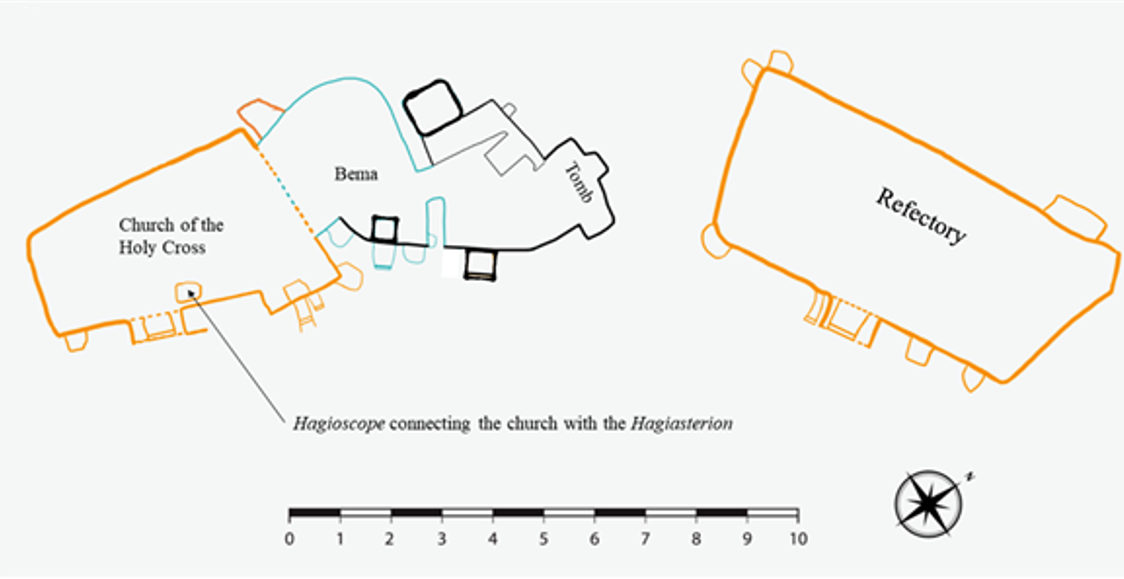 Bema
Tomb
Church of the
Holy Cross
Refectory
Hagioscope connecting the church with the Hagiasterion
N
0 1 2 3 4 5 6 7 8 9 10